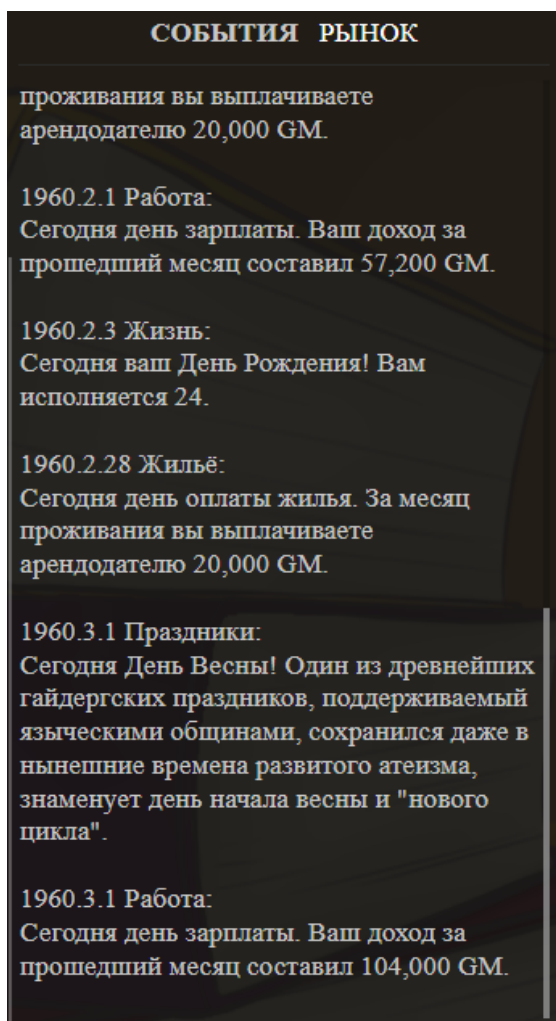 СОБЫТИЯ РЫНОК
проживания вы выплачиваете
арендодателю 20,000 GM.
1960.2.1 Работа:
Сегодня день зарплаты. Ваш доход за
прошедший месяц составил 57,200 GM.
1960.2.3 Жизнь:
Сегодня ваш День Рождения! Вам
исполняется 24.
1960.2.28 Жильё:
Сегодня день оплаты жилья. За месяц
проживания вы выплачиваете
арендодателю 20,000 GM.
1960.3.1 Праздники:
Сегодня День Весны! Один из древнейших
гайдергских праздников, поддерживаемый
языческими общинами, сохранился даже в
нынешние времена развитого атеизма,
знаменует день начала весны и "нового
цикла".
1960.3.1 Работа:
Сегодня день зарплаты. Ваш доход за
прошедший месяц составил 104,000 GM.